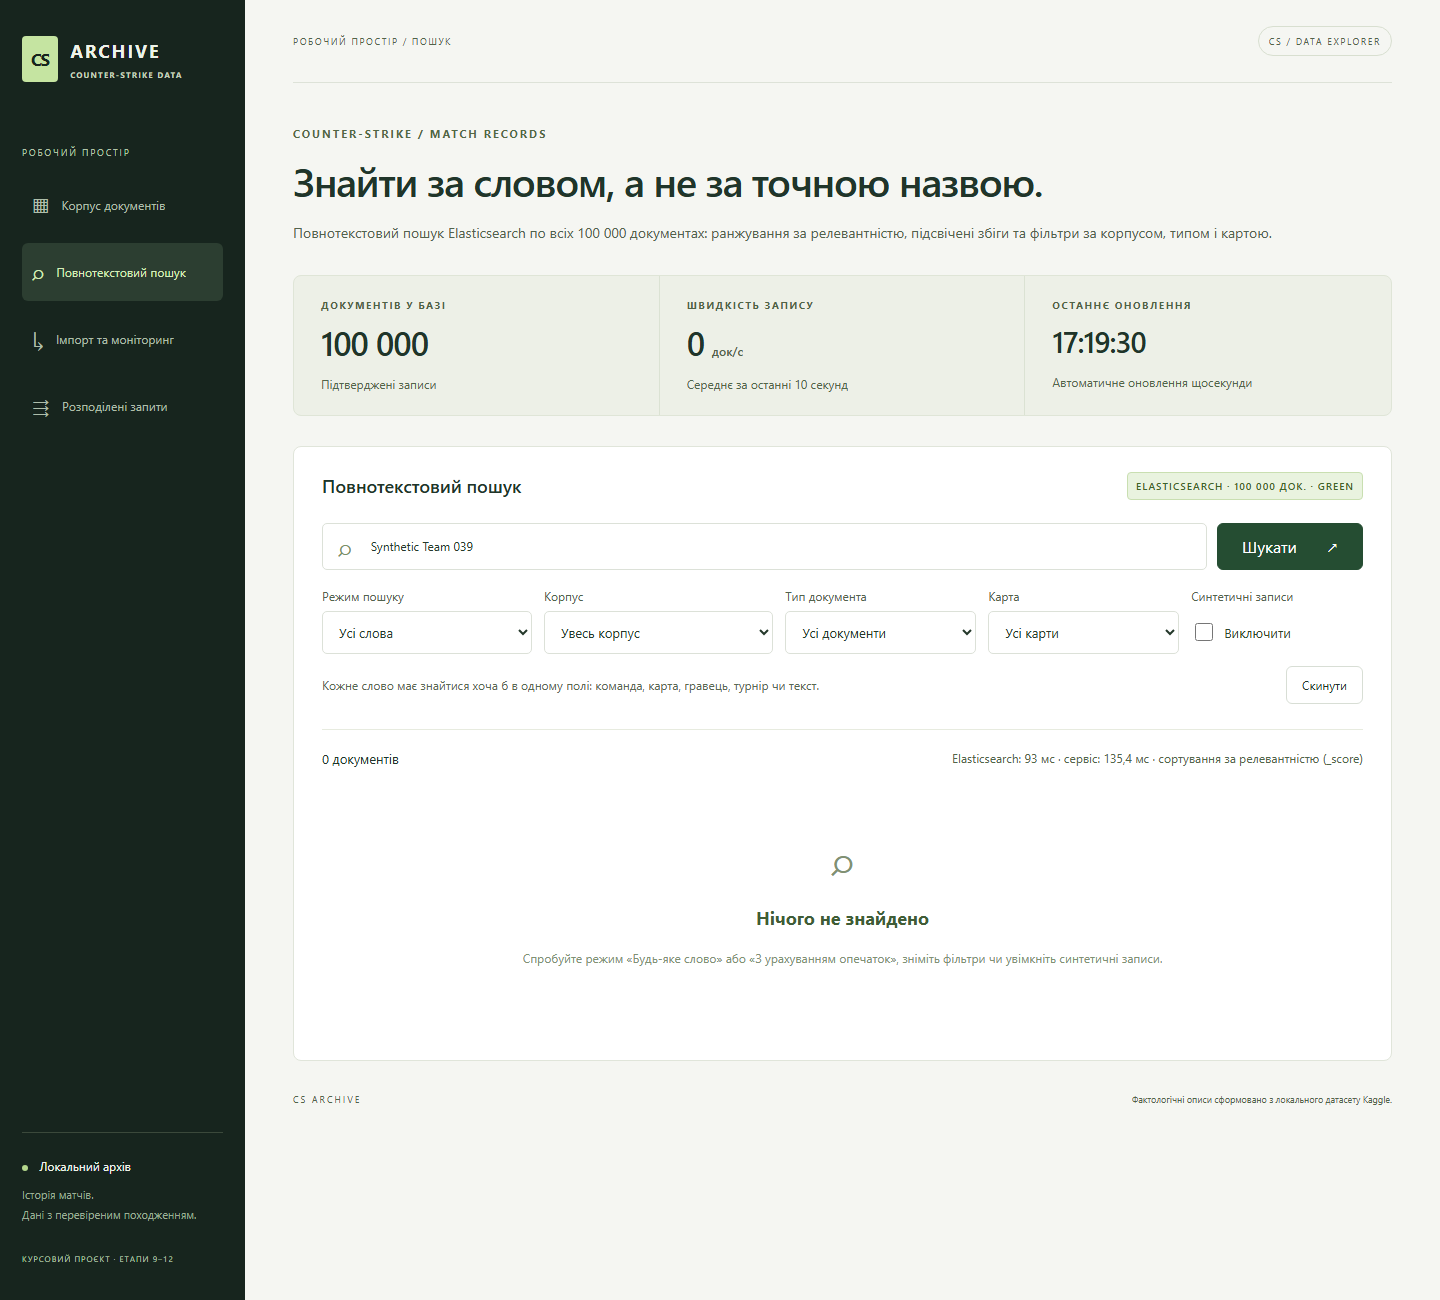 CS
ARCHIVE
COUNTER-STRIKE DATA
РОБОЧИЙ ПРОСТІР
Корпус документів
Повнотекстовий пошук
Імпорт та моніторинг
Розподілені запити
Локальний архів
Історія матчів.
Дані з перевіреним походженням.
КУРСОВИЙ ПРОЄКТ · ЕТАПИ 9–12
РОБОЧИЙ ПРОСТІР / ПОШУК
CS / DATA EXPLORER
COUNTER-STRIKE / MATCH RECORDS
Знайти за словом, а не за точною назвою.
Повнотекстовий пошук Elasticsearch по всіх 100 000 документах: ранжування за релевантністю, підсвічені збіги та фільтри за корпусом, типом і картою.
ДОКУМЕНТІВ У БАЗІ
100 000
Підтверджені записи
ШВИДКІСТЬ ЗАПИСУ
0 док/с
Середнє за останні 10 секунд
ОСТАННЄ ОНОВЛЕННЯ
17:19:30
Автоматичне оновлення щосекунди
Повнотекстовий пошук
ELASTICSEARCH · 100 000 ДОК. · GREEN
Synthetic Team 039
Шукати ↗
Режим пошуку
Корпус
Тип документа
Карта
Синтетичні записи
Усі слова
Увесь корпус
Усі документи
Усі карти
Виключити
Кожне слово має знайтися хоча б в одному полі: команда, карта, гравець, турнір чи текст.
Скинути
0 документів
Elasticsearch: 93 мс · сервіс: 135,4 мс · сортування за релевантністю (_score)
Нічого не знайдено
Спробуйте режим «Будь-яке слово» або «З урахуванням опечаток», зніміть фільтри чи увімкніть синтетичні записи.
CS ARCHIVE
Фактологічні описи сформовано з локального датасету Kaggle.